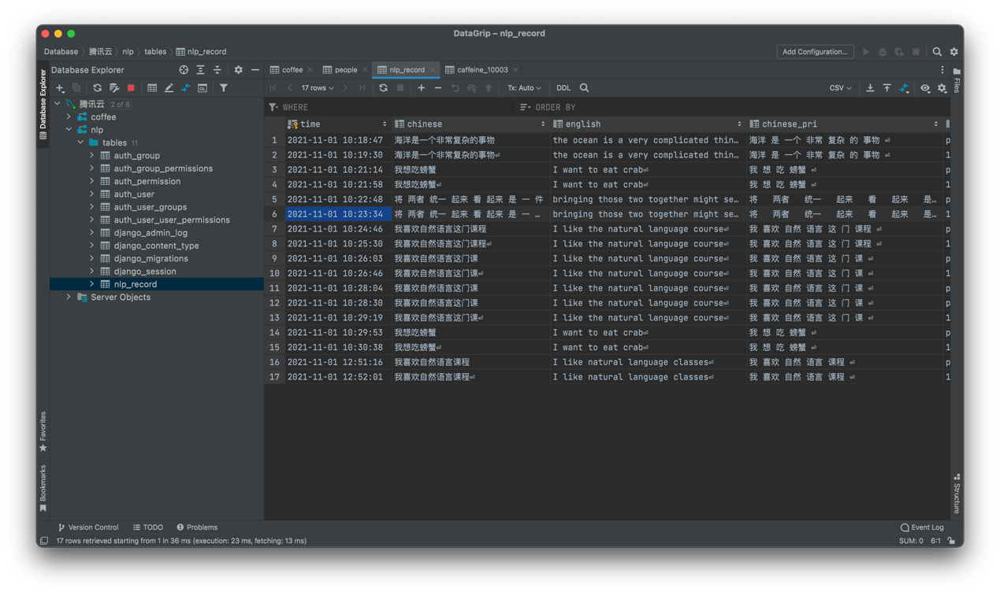 DataGrip – nlp_record
Database 腾讯云 nlp tables nlp_record Add Configuration...
Database Explorer
coffee people nlp_record caffeine_10003
17 rows Tx: Auto DDL CSV
Database Explorer
Files
腾讯云 2 of 6
coffee
nlp
tables 11
auth_group
auth_group_permissions
auth_permission
auth_user
auth_user_groups
auth_user_user_permissions
django_admin_log
django_content_type
django_migrations
django_session
nlp_record
Server Objects
WHERE ORDER BY
time chinese english chinese_pri
1 2021-11-01 10:18:47 海洋是一个非常复杂的事物 the ocean is a very complicated thin… 海洋 是 一个 非常 复杂 的 事物 ⏎ p
2 2021-11-01 10:19:30 海洋是一个非常复杂的事物⏎ the ocean is a very complicated thin… 海洋 是 一个 非常 复杂 的 事物 ⏎ 1
3 2021-11-01 10:21:14 我想吃螃蟹 I want to eat crab⏎ 我 想 吃 螃蟹 ⏎ p
4 2021-11-01 10:21:58 我想吃螃蟹⏎ I want to eat crab⏎ 我 想 吃 螃蟹 ⏎ 1
5 2021-11-01 10:22:48 将 两者 统一 起来 看 起来 是 一 件 bringing those two together might se… 将 两者 统一 起来 看 起来 是… p
6 2021-11-01 10:23:34 将 两者 统一 起来 看 起来 是 一 … bringing those two together might se… 将 两者 统一 起来 看 起来 是… 1
7 2021-11-01 10:24:46 我喜欢自然语言这门课程 I like the natural language course⏎ 我 喜欢 自然 语言 这 门 课程 ⏎ p
8 2021-11-01 10:25:30 我喜欢自然语言这门课程⏎ I like the natural language course⏎ 我 喜欢 自然 语言 这 门 课程 ⏎ 1
9 2021-11-01 10:26:03 我喜欢自然语言这门课 I like the natural language course⏎ 我 喜欢 自然 语言 这 门 课 ⏎ p
10 2021-11-01 10:26:46 我喜欢自然语言这门课⏎ I like the natural language course⏎ 我 喜欢 自然 语言 这 门 课 ⏎ 1
11 2021-11-01 10:28:04 我喜欢自然语言这门课 I like the natural language course⏎ 我 喜欢 自然 语言 这 门 课 ⏎ p
12 2021-11-01 10:28:30 我喜欢自然语言这门课 I like the natural language course⏎ 我 喜欢 自然 语言 这 门 课 ⏎ p
13 2021-11-01 10:29:19 我喜欢自然语言这门课⏎ I like the natural language course⏎ 我 喜欢 自然 语言 这 门 课 ⏎ 1
14 2021-11-01 10:29:53 我想吃螃蟹 I want to eat crab⏎ 我 想 吃 螃蟹 ⏎ p
15 2021-11-01 10:30:38 我想吃螃蟹⏎ I want to eat crab⏎ 我 想 吃 螃蟹 ⏎ 1
16 2021-11-01 12:51:16 我喜欢自然语言课程 I like natural language classes⏎ 我 喜欢 自然 语言 课程 ⏎ p
17 2021-11-01 12:52:01 我喜欢自然语言课程⏎ I like natural language classes⏎ 我 喜欢 自然 语言 课程 ⏎ 1
Favorites
Bookmarks
Structure
Version Control TODO Problems Event Log
17 rows retrieved starting from 1 in 36 ms (execution: 23 ms, fetching: 13 ms) SUM: 0 6:1